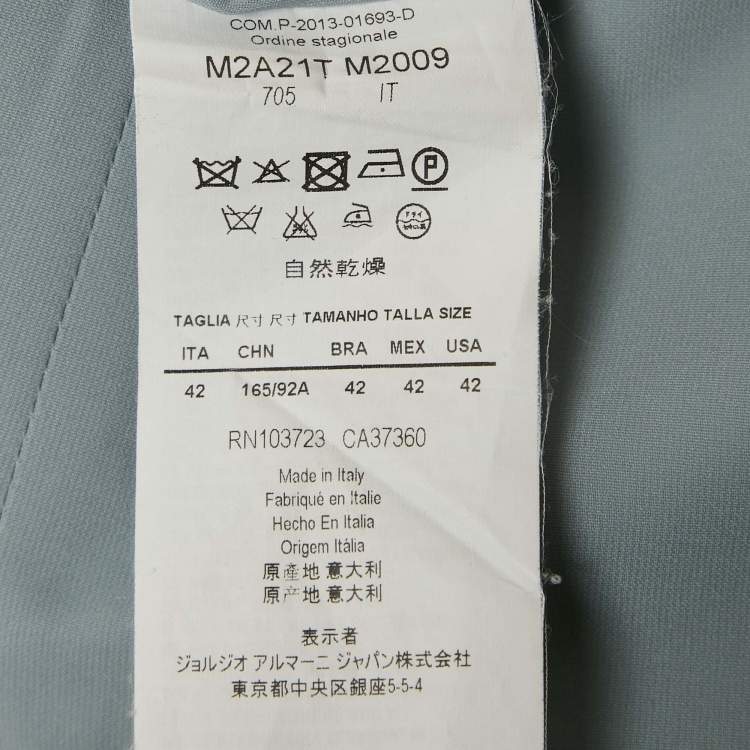 COM.P-2013-01693-D
Ordine stagionale
M2A21T M2009
705 IT
P
自然乾燥
TAGLIA 尺寸 尺寸 TAMANHO TALLA SIZE
ITA CHN BRA MEX USA
42 165/92A 42 42 42
RN103723 CA37360
Made in Italy
Fabriqué en Italie
Hecho En Italia
Origem Itália
原產地 意大利
原产地 意大利
表示者
ジョルジオ アルマーニ ジャパン株式会社
東京都中央区銀座5-5-4